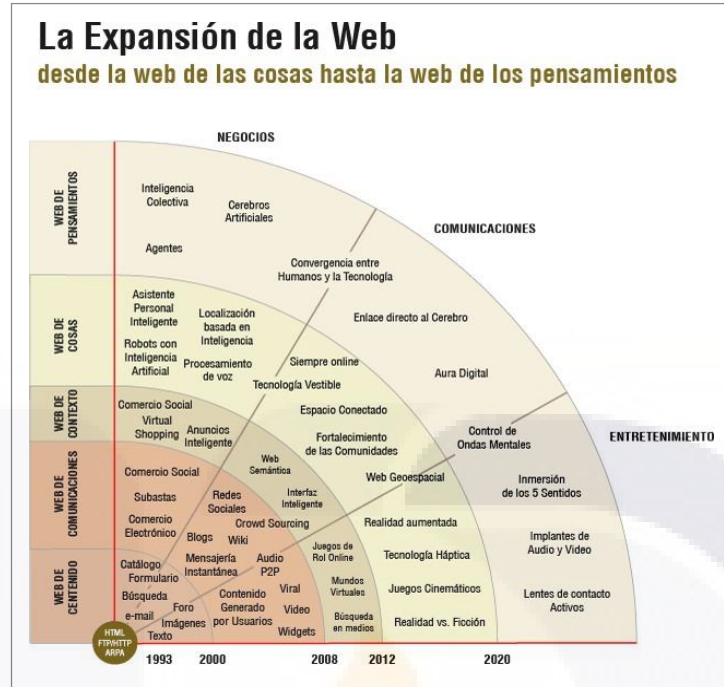 La Expansión de la Web
desde la web de las cosas hasta la web de los pensamientos
NEGOCIOS
COMUNICACIONES
ENTRETENIMIENTO
WEB DE
PENSAMIENTOS
Inteligencia
Colectiva
Cerebros
Artificiales
Agentes
Convergencia entre
Humanos y la Tecnología
Enlace directo al Cerebro
Aura Digital
Control de
Ondas Mentales
Inmersión
de los 5 Sentidos
Implantes de
Audio y Video
Lentes de contacto
Activos
WEB DE
COSAS
Asistente
Personal
Inteligente
Localización
basada en
Inteligencia
Robots con
Inteligencia
Artificial
Procesamiento
de voz
Siempre online
Tecnología Vestible
Espacio Conectado
Fortalecimiento
de las Comunidades
Web Geoespacial
Realidad aumentada
Tecnología Háptica
Juegos Cinemáticos
Realidad vs. Ficción
WEB DE
CONTEXTO
Comercio Social
Virtual
Shopping
Anuncios
Inteligente
Web
Semántica
Interfaz
Inteligente
Juegos de
Rol Online
Mundos
Virtuales
Búsqueda
en medios
WEB DE
COMUNICACIONES
Comercio Social
Subastas
Comercio
Electrónico
Redes
Sociales
Crowd Sourcing
Blogs
Wiki
Mensajería
Instantánea
Audio
P2P
Contenido
Generado
por Usuarios
Viral
Video
Widgets
WEB DE
CONTENIDO
Catálogo
Formulario
Búsqueda
e-mail
Foro
Imágenes
Texto
HTML
FTP/HTTP
ARPA
1993
2000
2008
2012
2020